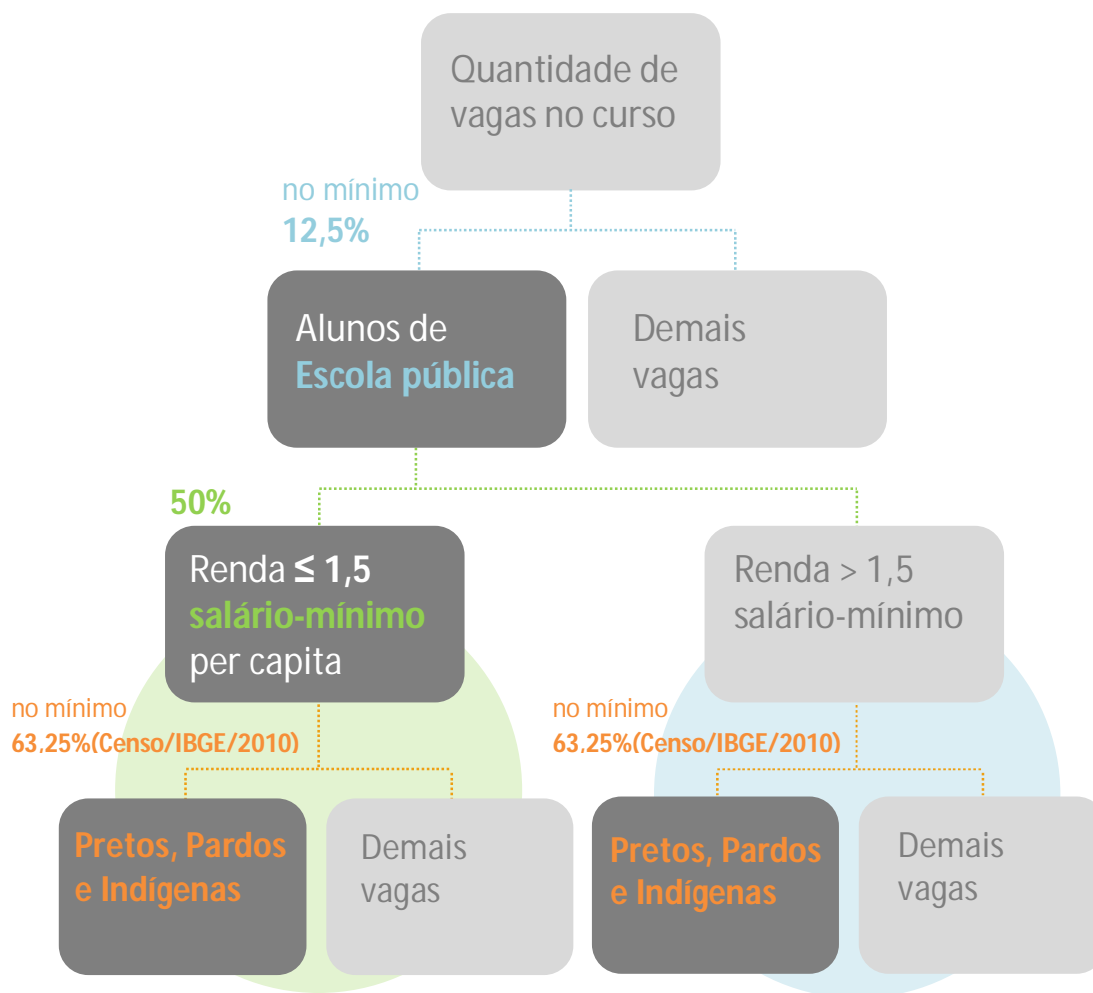 Quantidade de
vagas no curso
no mínimo
12,5%
Alunos de
Escola pública
Demais
vagas
50%
Renda ≤ 1,5
salário-mínimo
per capita
Renda > 1,5
salário-mínimo
no mínimo
63,25%(Censo/IBGE/2010)
no mínimo
63,25%(Censo/IBGE/2010)
Pretos, Pardos
e Indígenas
Demais
vagas
Pretos, Pardos
e Indígenas
Demais
vagas